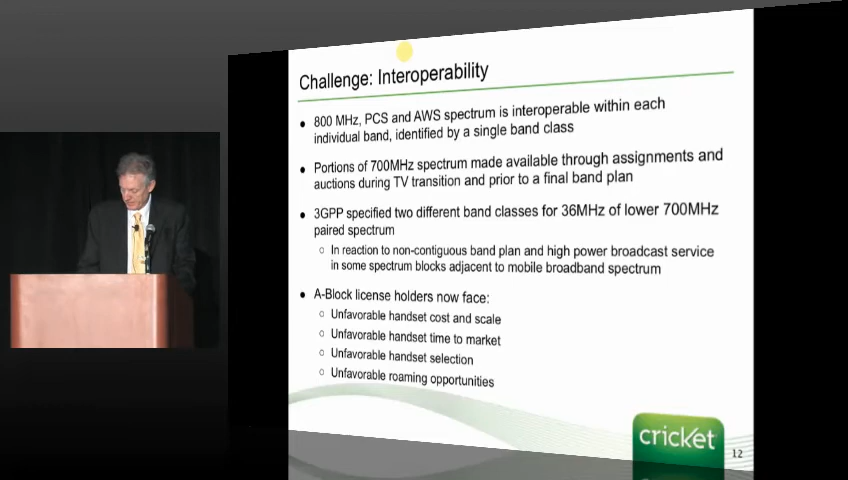 Challenge: Interoperability
• 800 MHz, PCS and AWS spectrum is interoperable within each
individual band, identified by a single band class
• Portions of 700MHz spectrum made available through assignments and
auctions during TV transition and prior to a final band plan
• 3GPP specified two different band classes for 36MHz of lower 700MHz
paired spectrum
○ In reaction to non-contiguous band plan and high power broadcast service
in some spectrum blocks adjacent to mobile broadband spectrum
• A-Block license holders now face:
○ Unfavorable handset cost and scale
○ Unfavorable handset time to market
○ Unfavorable handset selection
○ Unfavorable roaming opportunities
cricket
12